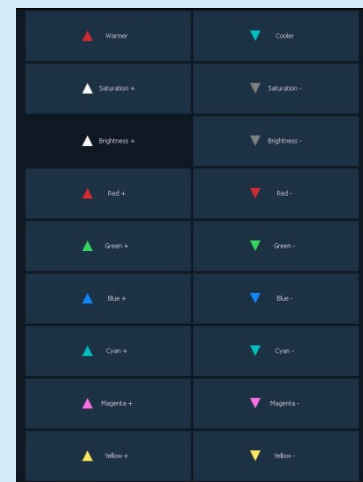 Warmer
Cooler
Saturation +
Saturation -
Brightness +
Brightness -
Red +
Red -
Green +
Green -
Blue +
Blue -
Cyan +
Cyan -
Magenta +
Magenta -
Yellow +
Yellow -